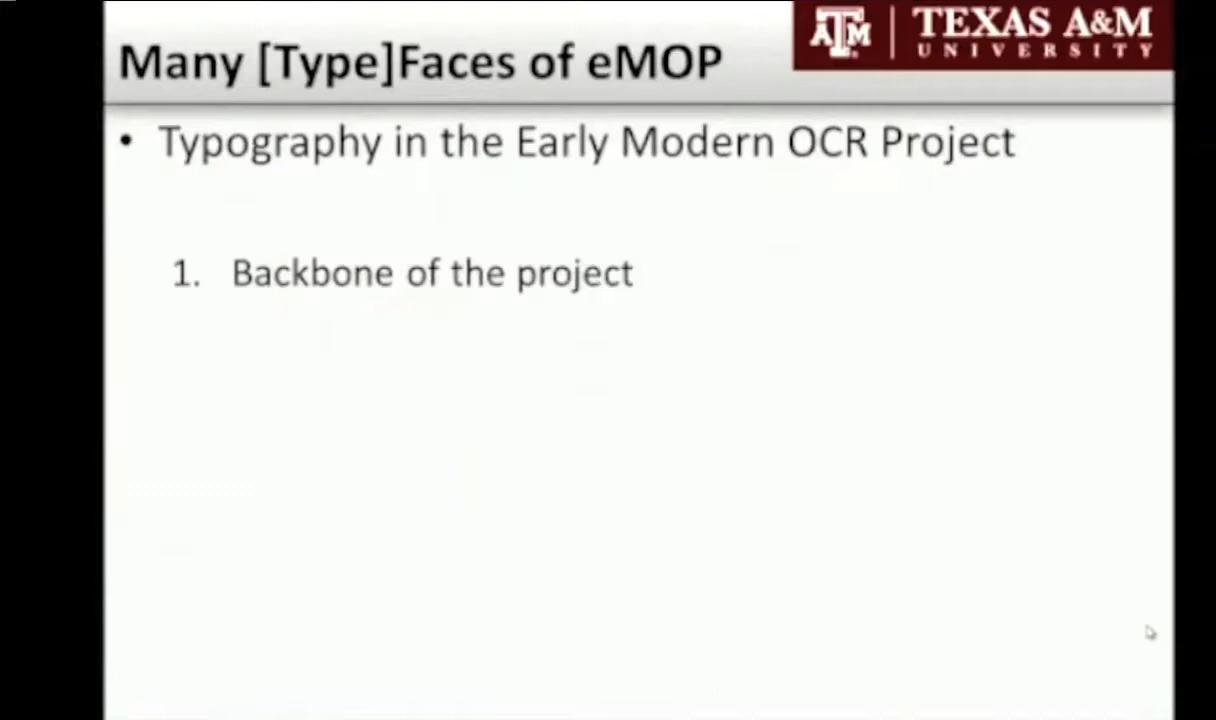 Many [Type]Faces of eMOP
ATM | TEXAS A&M
UNIVERSITY
• Typography in the Early Modern OCR Project
1. Backbone of the project